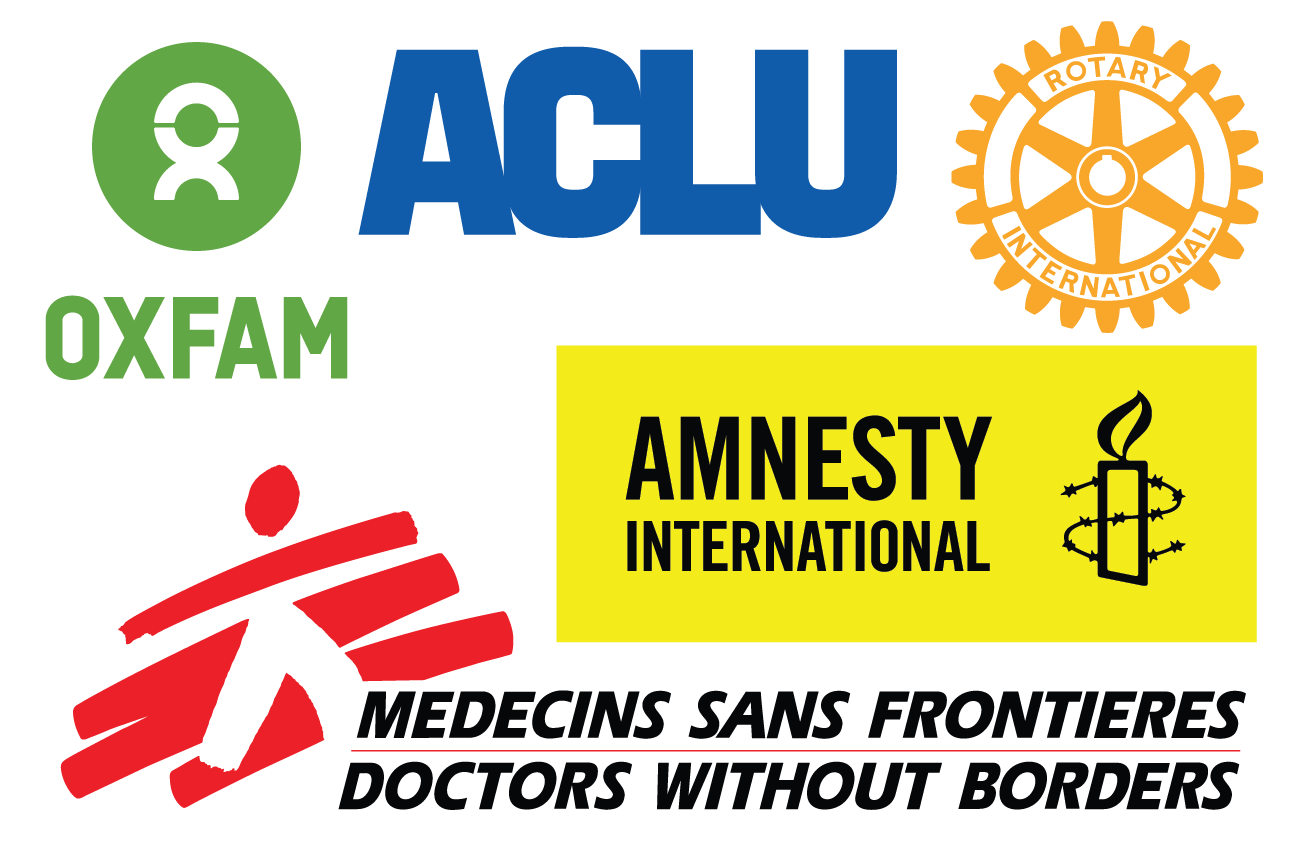 OXFAM
ACLU
ROTARY
INTERNATIONAL
AMNESTY
INTERNATIONAL
MEDECINS SANS FRONTIERES
DOCTORS WITHOUT BORDERS